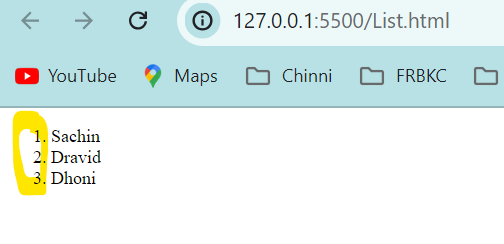 127.0.0.1:5500/List.html
YouTube Maps Chinni FRBKC
1. Sachin
2. Dravid
3. Dhoni